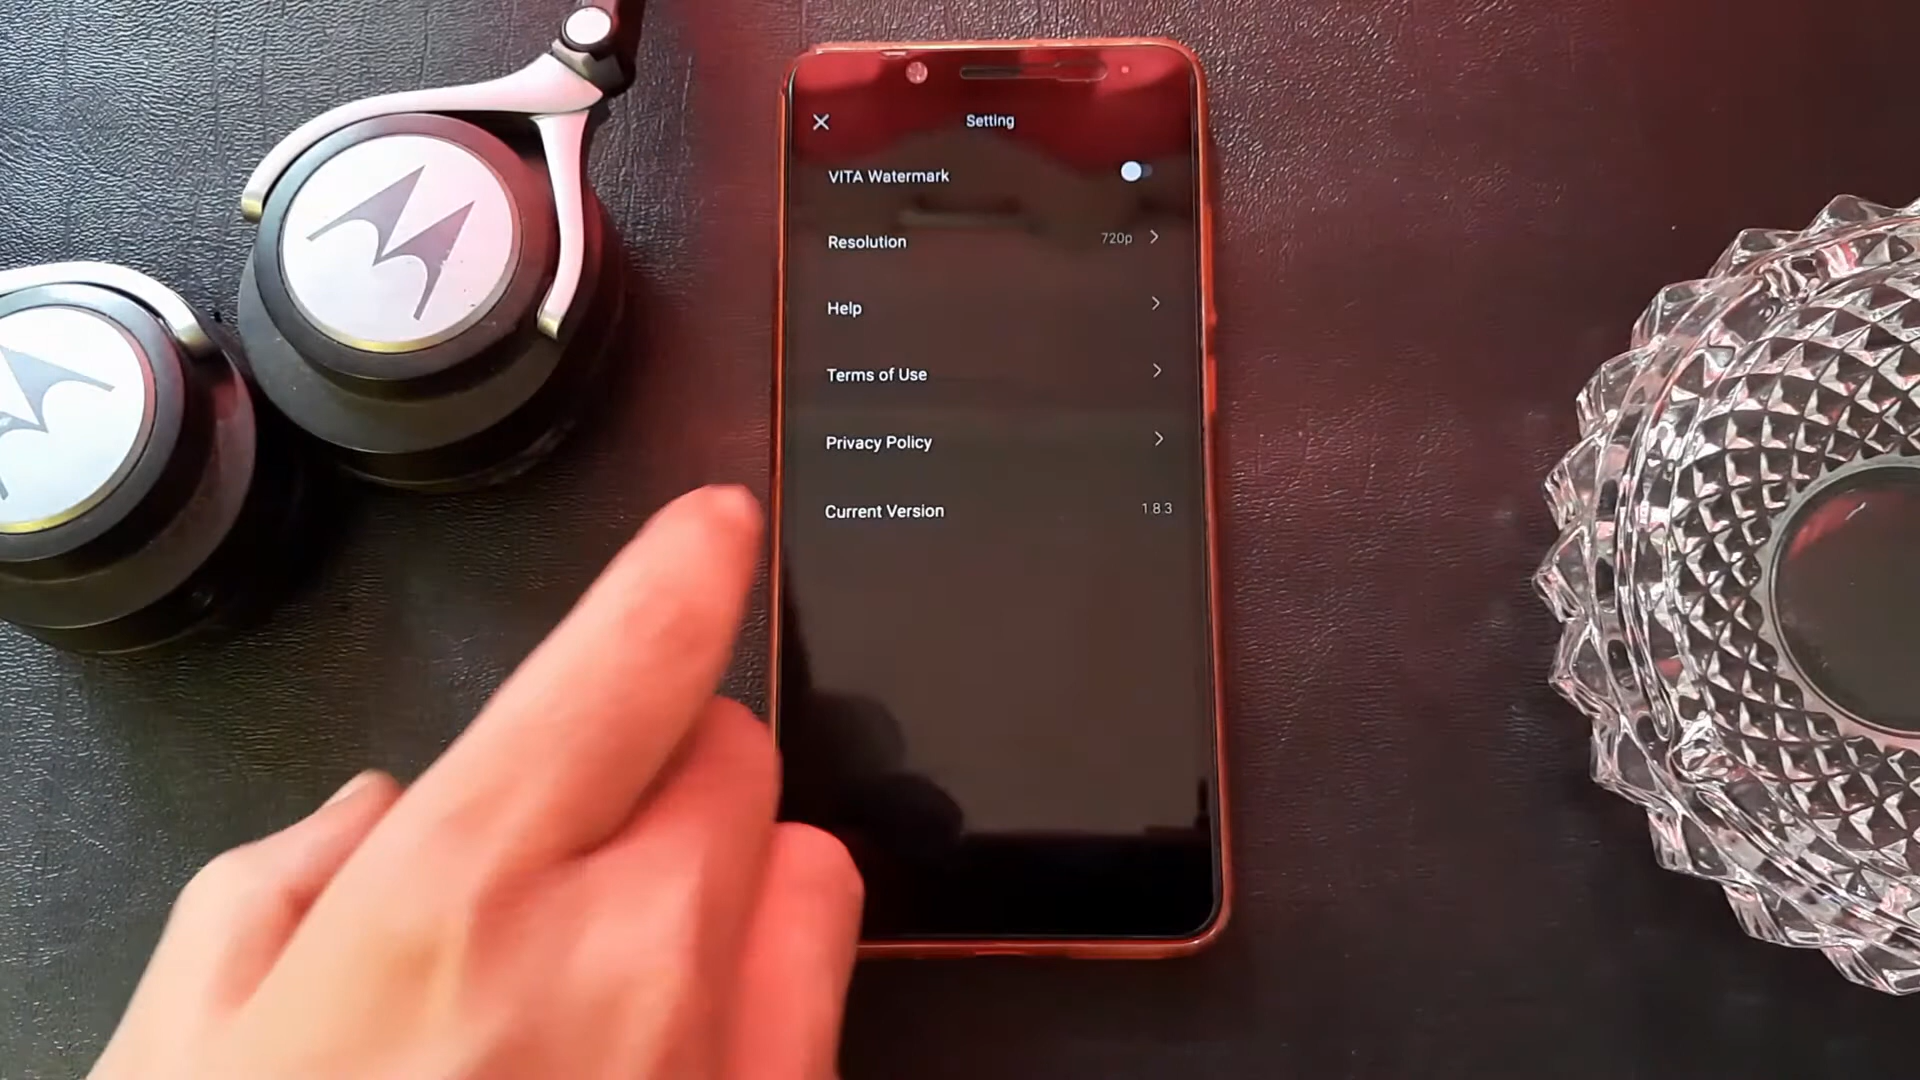 Setting
VITA Watermark
Resolution 720p
Help
Terms of Use
Privacy Policy
Current Version 1.8.3